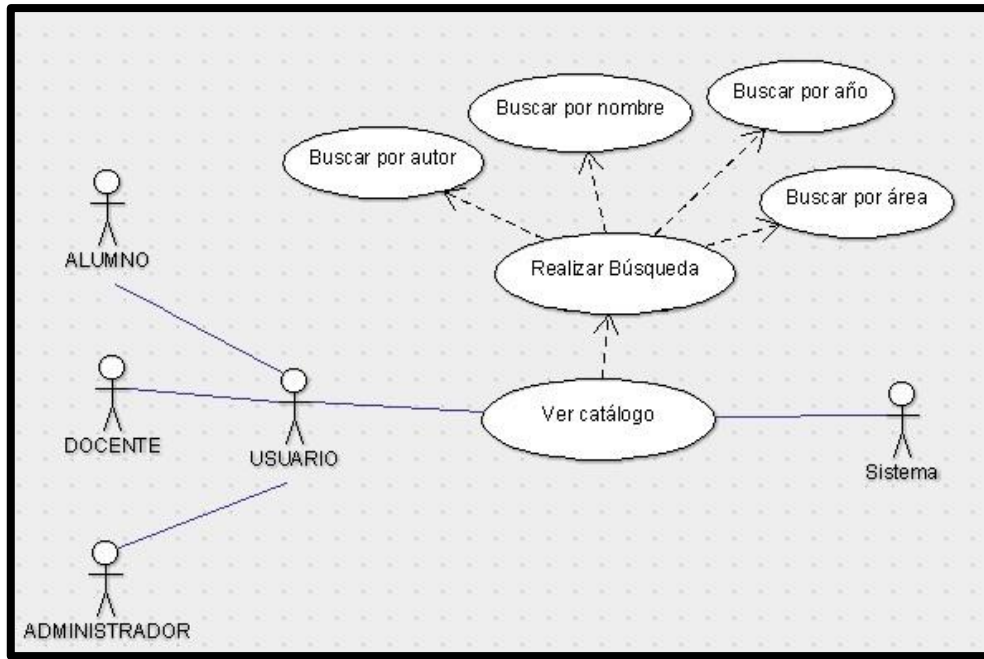 Buscar por año
Buscar por nombre
Buscar por autor
Buscar por área
ALUMNO
Realizar Búsqueda
Ver catálogo
DOCENTE
USUARIO
Sistema
ADMINISTRADOR